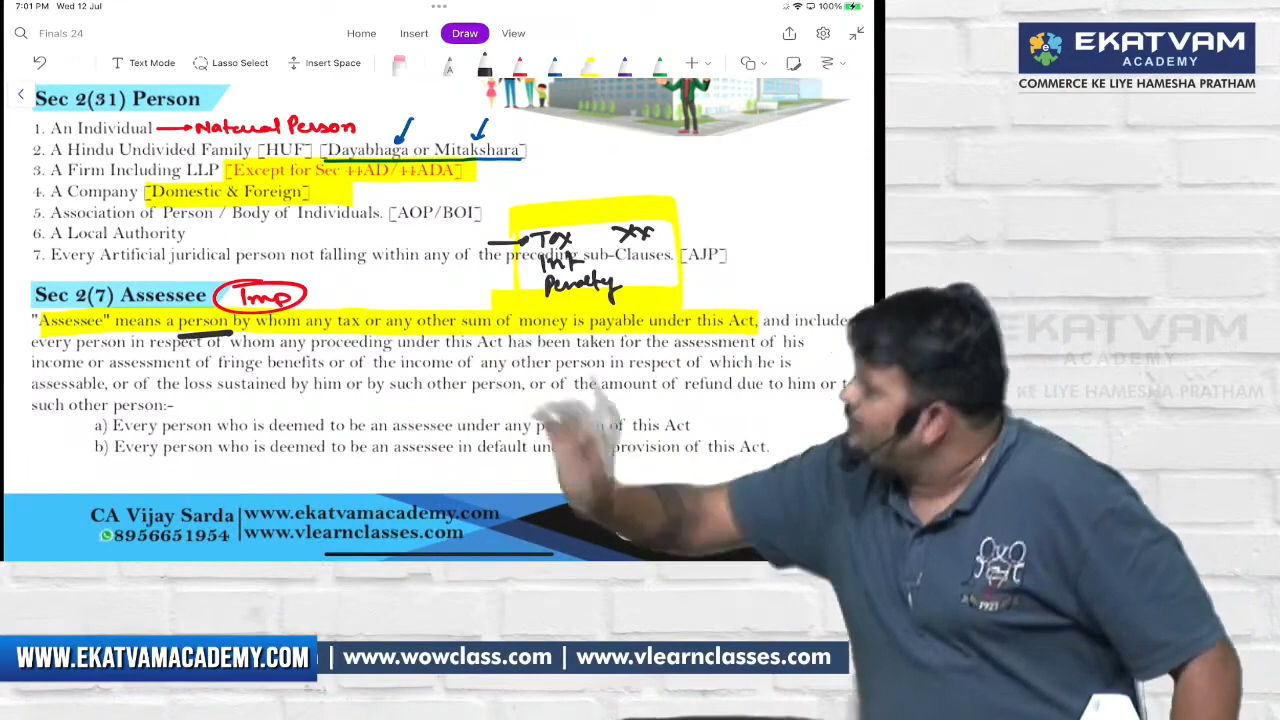 7:01 PM Wed 12 Jul
100%
Finals 24
Home Insert Draw View
Text Mode Lasso Select Insert Space
EKATVAM
ACADEMY
COMMERCE KE LIYE HAMESHA PRATHAM
Sec 2(31) Person
1. An Individual → Natural Person
2. A Hindu Undivided Family [HUF] [Dayabhaga or Mitakshara]
3. A Firm Including LLP [Except for Sec 44AD/44ADA]
4. A Company [Domestic & Foreign]
5. Association of Person / Body of Individuals. [AOP/BOI]
6. A Local Authority
Tax xx
7. Every Artificial juridical person not falling within any of the preceding sub-Clauses. [AJP]
Int
Penalty
Sec 2(7) Assessee Imp
"Assessee" means a person by whom any tax or any other sum of money is payable under this Act, and include
every person in respect of whom any proceeding under this Act has been taken for the assessment of his
income or assessment of fringe benefits or of the income of any other person in respect of which he is
assessable, or of the loss sustained by him or by such other person, or of the amount of refund due to him or
such other person:-
a) Every person who is deemed to be an assessee under any of this Act
b) Every person who is deemed to be an assessee in default provision of this Act.
CA Vijay Sarda www.ekatvamacademy.com
8956651954 www.vlearnclasses.com
WWW.EKATVAMACADEMY.COM | www.wowclass.com | www.vlearnclasses.com
1921